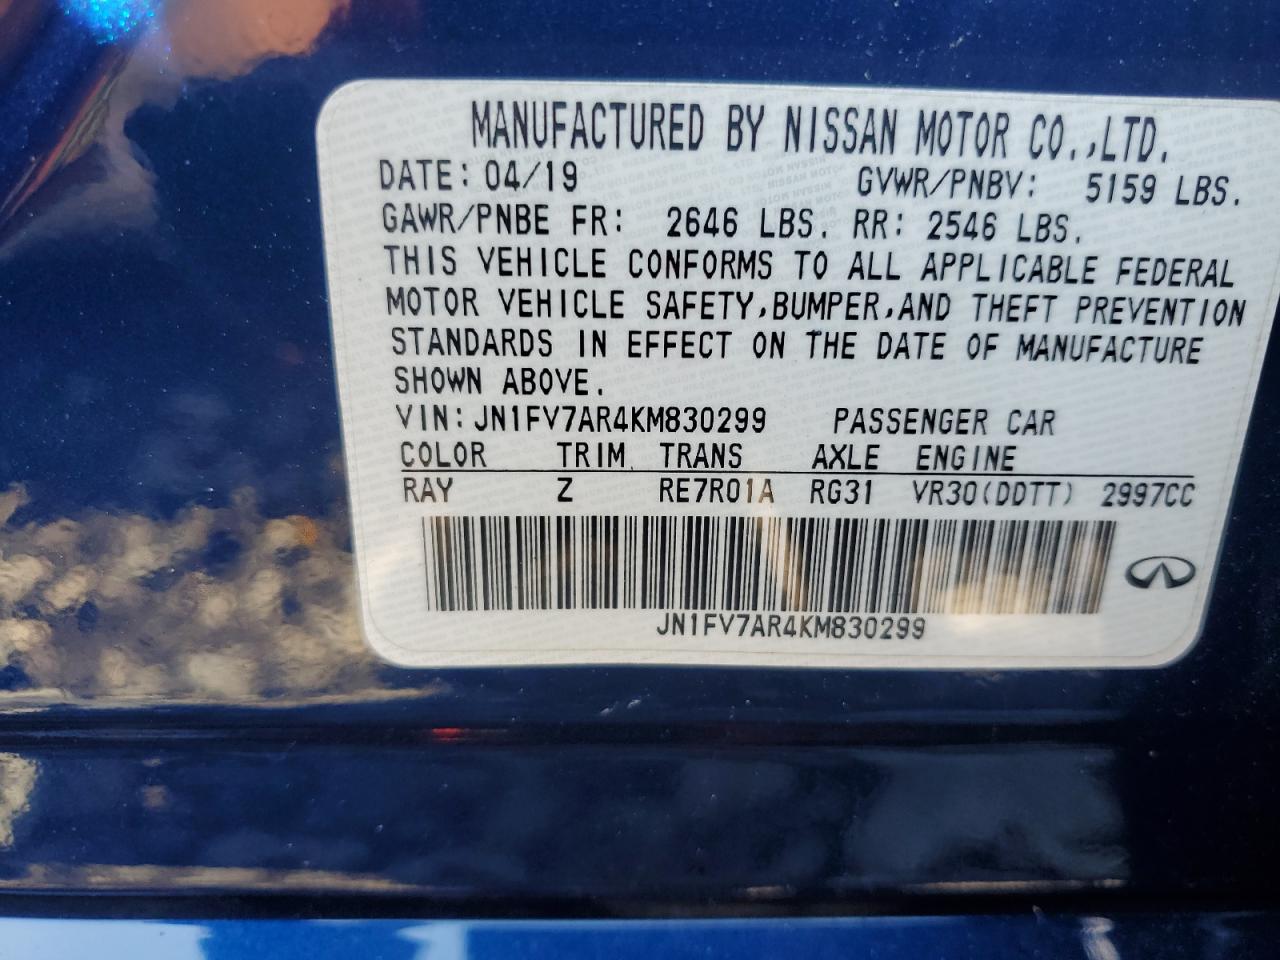 MANUFACTURED BY NISSAN MOTOR CO.,LTD.
DATE: 04/19 GVWR/PNBV: 5159 LBS.
GAWR/PNBE FR: 2646 LBS. RR: 2546 LBS.
THIS VEHICLE CONFORMS TO ALL APPLICABLE FEDERAL
MOTOR VEHICLE SAFETY,BUMPER,AND THEFT PREVENTION
STANDARDS IN EFFECT ON THE DATE OF MANUFACTURE
SHOWN ABOVE.
VIN: JN1FV7AR4KM830299 PASSENGER CAR
COLOR TRIM TRANS AXLE ENGINE
RAY Z RE7R01A RG31 VR30(DDTT) 2997CC
JN1FV7AR4KM830299